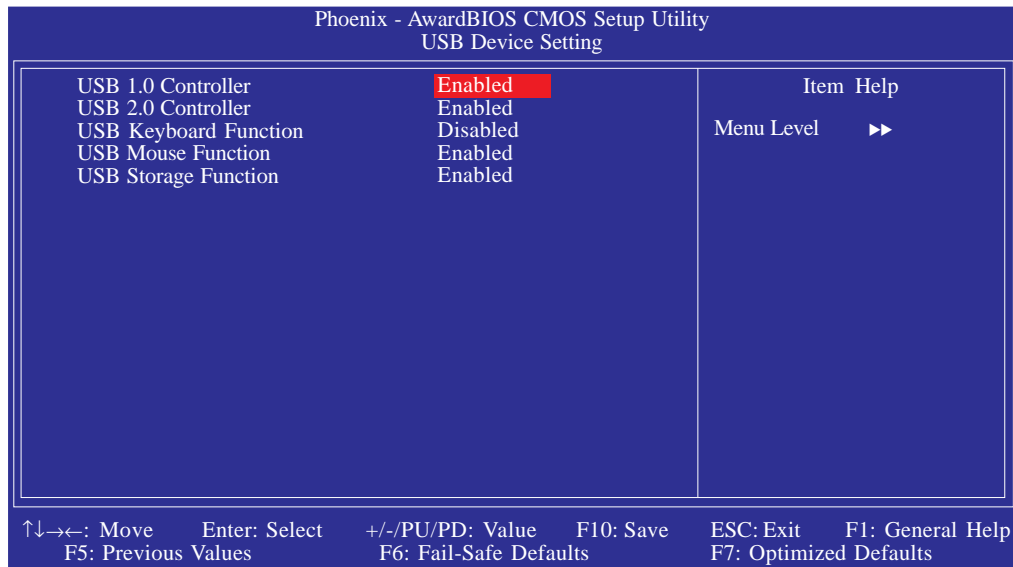 Phoenix - AwardBIOS CMOS Setup Utility
USB Device Setting
USB 1.0 Controller Enabled
USB 2.0 Controller Enabled
USB Keyboard Function Disabled
USB Mouse Function Enabled
USB Storage Function Enabled
Item Help
Menu Level ▶▶
↑↓→←: Move Enter: Select +/-/PU/PD: Value F10: Save ESC: Exit F1: General Help
F5: Previous Values F6: Fail-Safe Defaults F7: Optimized Defaults